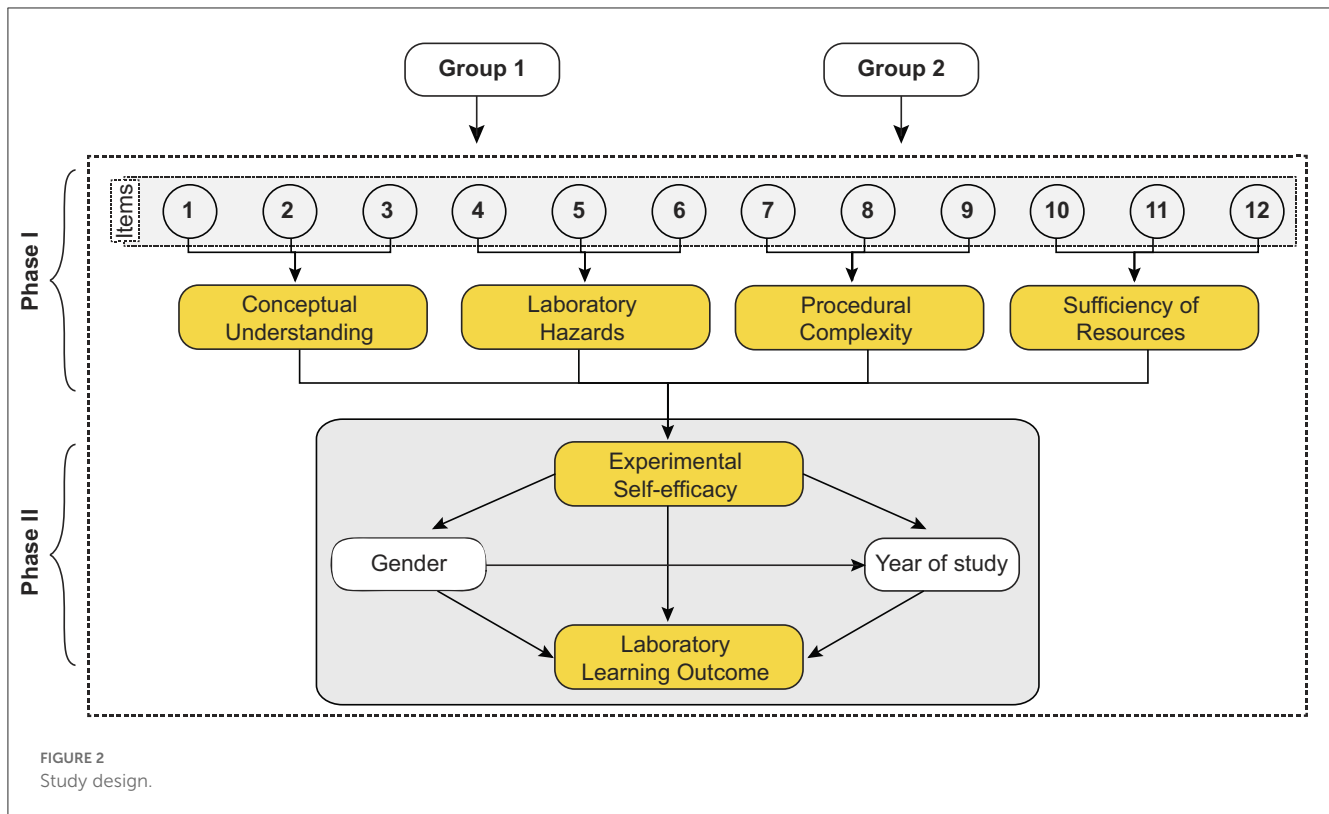 Group 1
Group 2
Phase I
Items
1 2 3 4 5 6 7 8 9 10 11 12
Conceptual
Understanding
Laboratory
Hazards
Procedural
Complexity
Sufficiency of
Resources
Phase II
Experimental
Self-efficacy
Gender
Year of study
Laboratory
Learning Outcome
FIGURE 2
Study design.